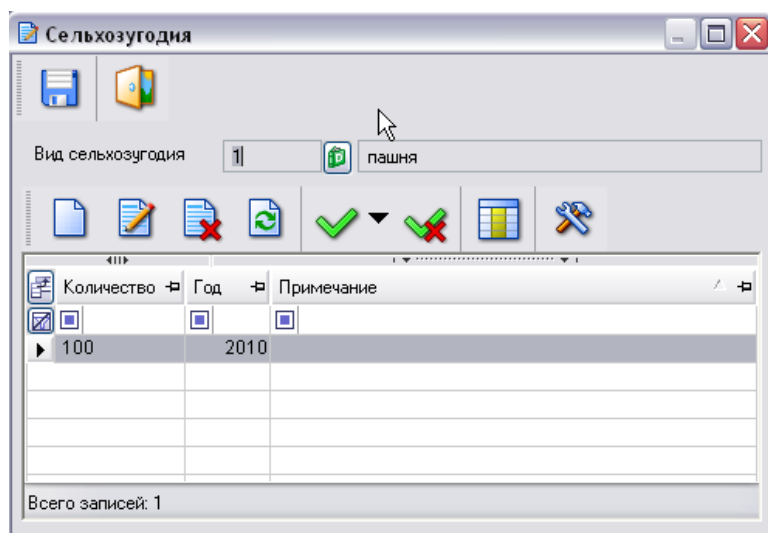 Сельхозугодия
Вид сельхозугодия 1 пашня
Количество Год Примечание
100 2010
Всего записей: 1